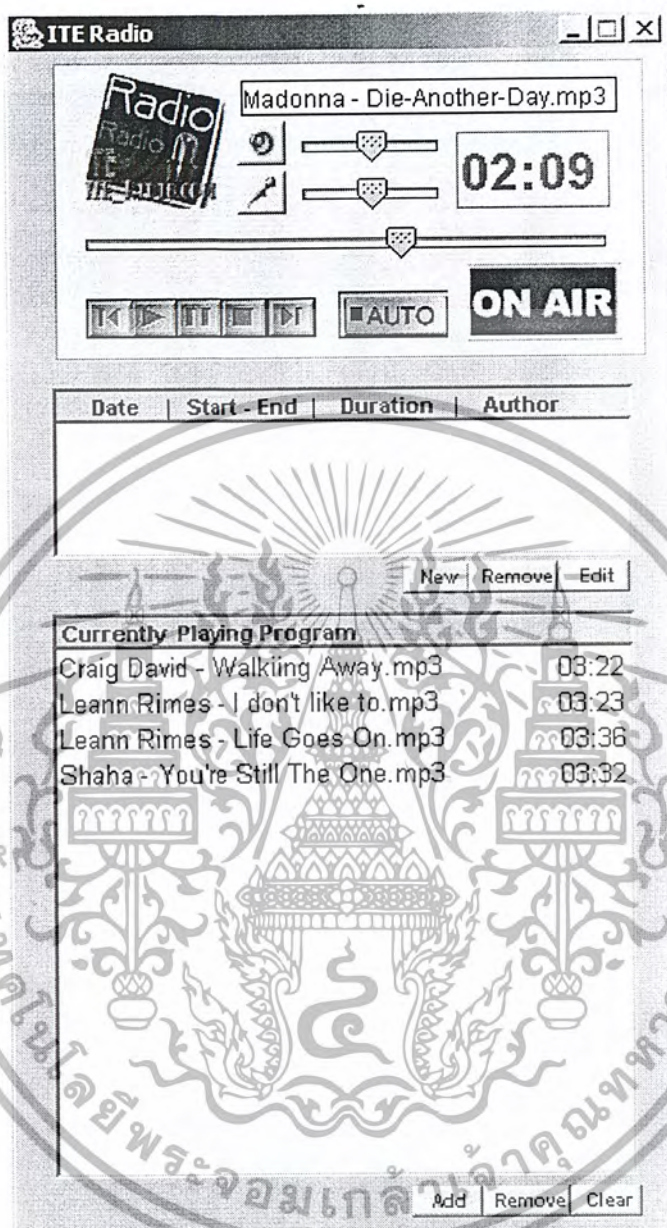 ITE Radio
Radio
Radio
Madonna - Die-Another-Day.mp3
02:09
AUTO
ON AIR
Date | Start - End | Duration | Author
New Remove Edit
Currently Playing Program
Craig David - Walkiing Away.mp3 03:22
Leann Rimes - I don't like to.mp3 03:23
Leann Rimes - Life Goes On.mp3 03:36
Shaha - You're Still The One.mp3 03:32
Add Remove Clear